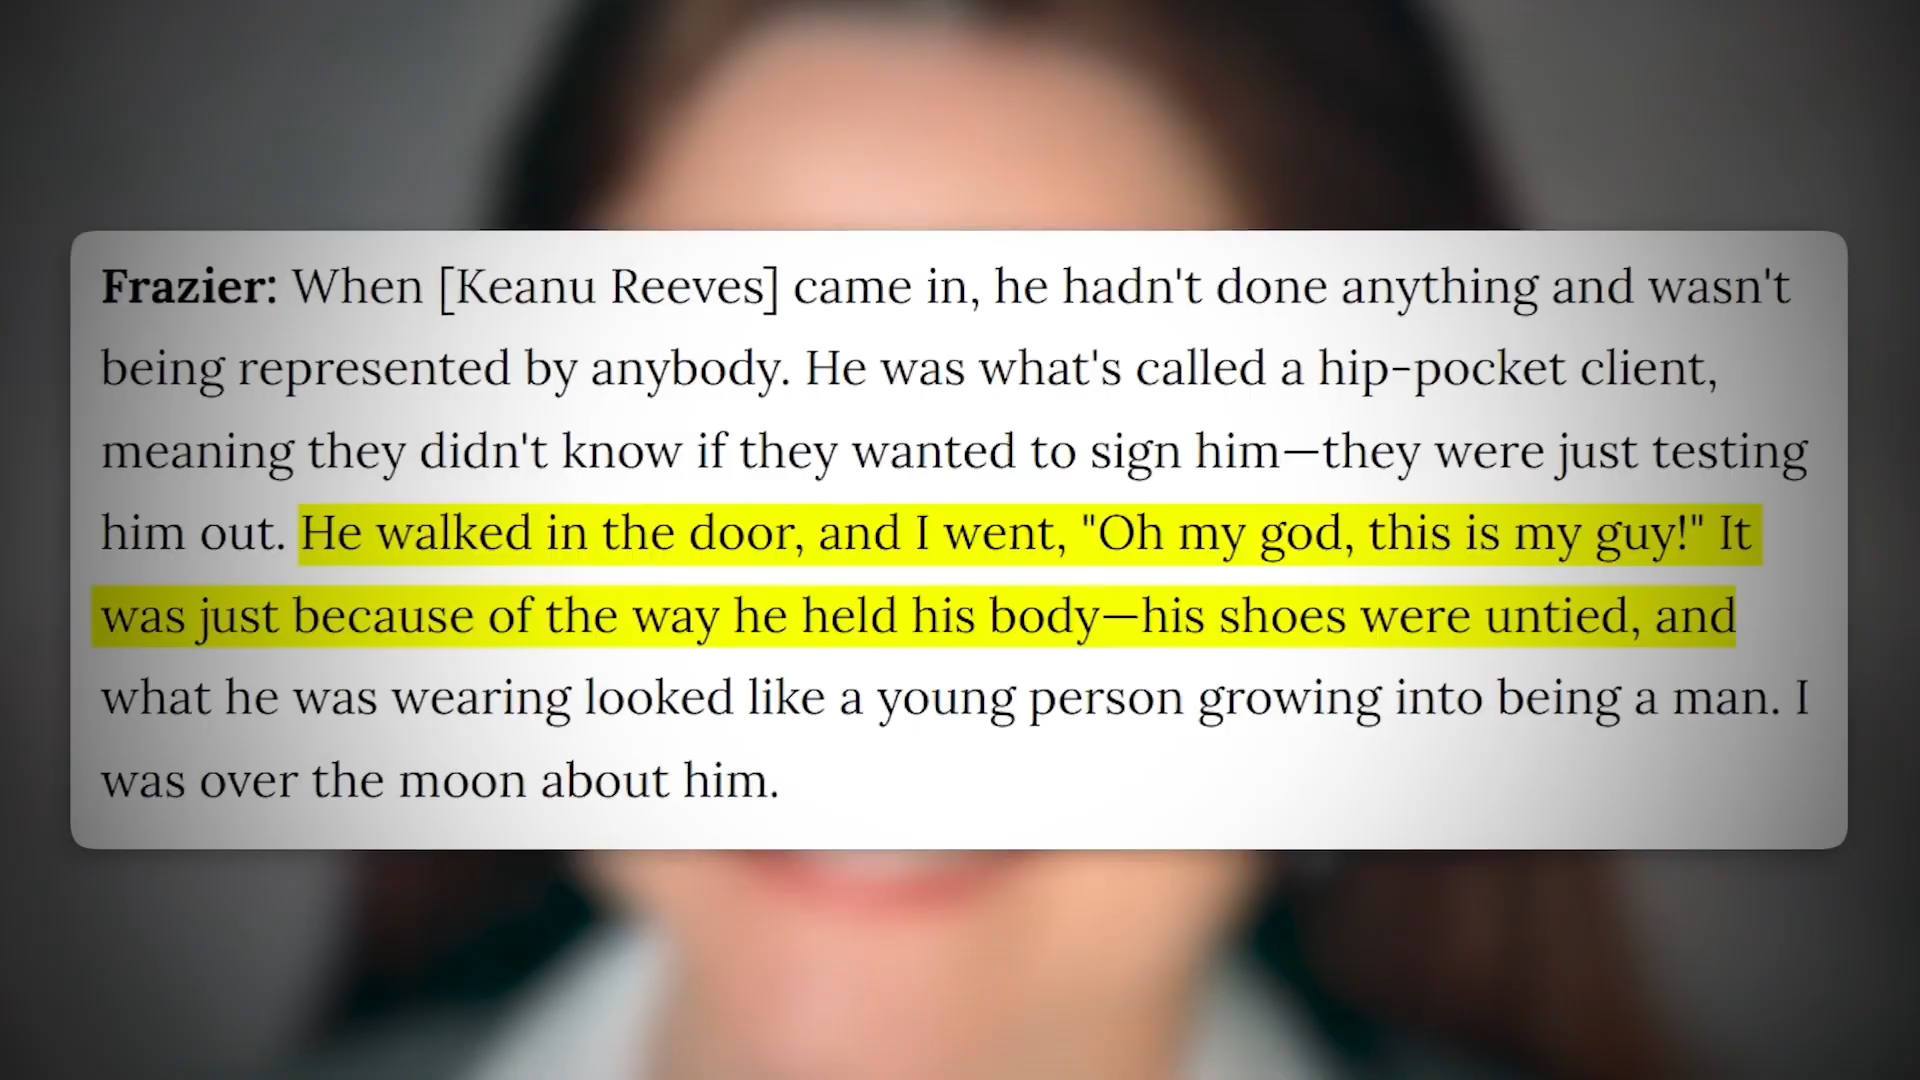 Frazier: When [Keanu Reeves] came in, he hadn't done anything and wasn't
being represented by anybody. He was what's called a hip-pocket client,
meaning they didn't know if they wanted to sign him—they were just testing
him out. He walked in the door, and I went, "Oh my god, this is my guy!" It
was just because of the way he held his body—his shoes were untied, and
what he was wearing looked like a young person growing into being a man. I
was over the moon about him.